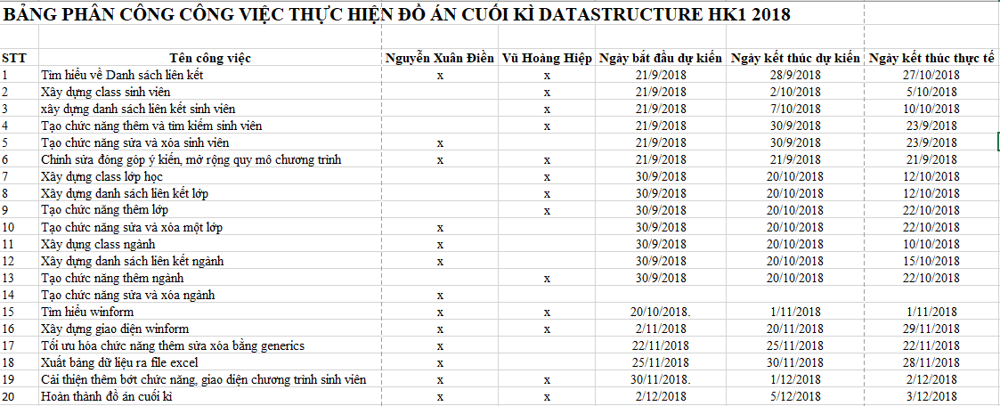 BẢNG PHÂN CÔNG CÔNG VIỆC THỰC HIỆN ĐỒ ÁN CUỐI KÌ DATASTRUCTURE HK1 2018
STT Tên công việc Nguyễn Xuân Điền Vũ Hoàng Hiệp Ngày bắt đầu dự kiến Ngày kết thúc dự kiến Ngày kết thúc thực tế
1 Tìm hiểu về Danh sách liên kết x x 21/9/2018 28/9/2018 27/10/2018
2 Xây dựng class sinh viên x 21/9/2018 2/10/2018 5/10/2018
3 xây dựng danh sách liên kết sinh viên x 21/9/2018 7/10/2018 10/10/2018
4 Tạo chức năng thêm và tìm kiếm sinh viên x 21/9/2018 30/9/2018 23/9/2018
5 Tạo chức năng sửa và xóa sinh viên x 21/9/2018 30/9/2018 23/9/2018
6 Chỉnh sửa đóng góp ý kiến, mở rộng quy mô chương trình x x 21/9/2018 21/9/2018 21/9/2018
7 Xây dựng class lớp học x 30/9/2018 20/10/2018 12/10/2018
8 Xây dựng danh sách liên kết lớp x 30/9/2018 20/10/2018 12/10/2018
9 Tạo chức năng thêm lớp x 30/9/2018 20/10/2018 22/10/2018
10 Tạo chức năng sửa và xóa một lớp x 30/9/2018 20/10/2018 22/10/2018
11 Xây dựng class ngành x 30/9/2018 20/10/2018 10/10/2018
12 Xây dựng danh sách liên kết ngành x 30/9/2018 20/10/2018 15/10/2018
13 Tạo chức năng thêm ngành x 30/9/2018 20/10/2018 22/10/2018
14 Tạo chức năng sửa và xóa ngành x
15 Tìm hiểu winform x x 20/10/2018. 1/11/2018 1/11/2018
16 Xây dựng giao diện winform x x 2/11/2018 20/11/2018 29/11/2018
17 Tối ưu hóa chức năng thêm sửa xóa bằng generics x 22/11/2018 25/11/2018 22/11/2018
18 Xuất bảng dữ liệu ra file excel x 25/11/2018 30/11/2018 28/11/2018
19 Cải thiện thêm bớt chức năng, giao diện chương trình sinh viên x x 30/11/2018. 1/12/2018 2/12/2018
20 Hoàn thành đồ án cuối kì x x 2/12/2018 5/12/2018 3/12/2018